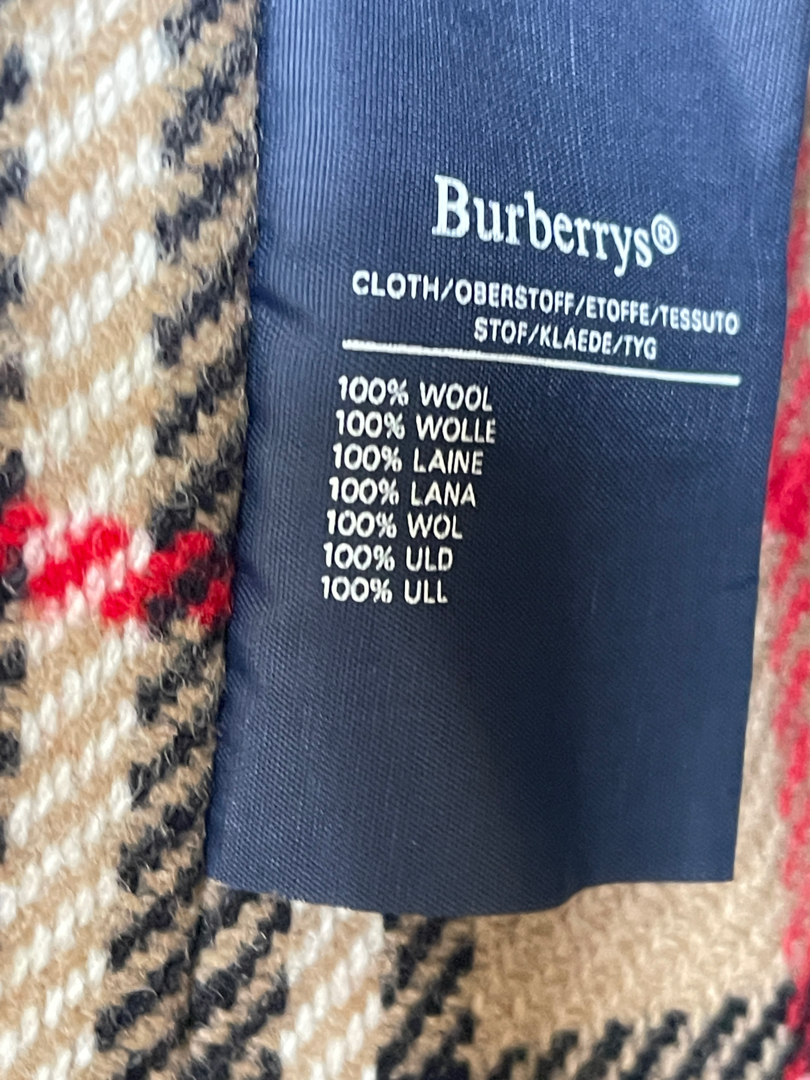 Burberrys®
CLOTH/OBERSTOFF/ETOFFE/TESSUTO
STOF/KLAEDE/TYG
100% WOOL
100% WOLLE
100% LAINE
100% LANA
100% WOL
100% ULD
100% ULL